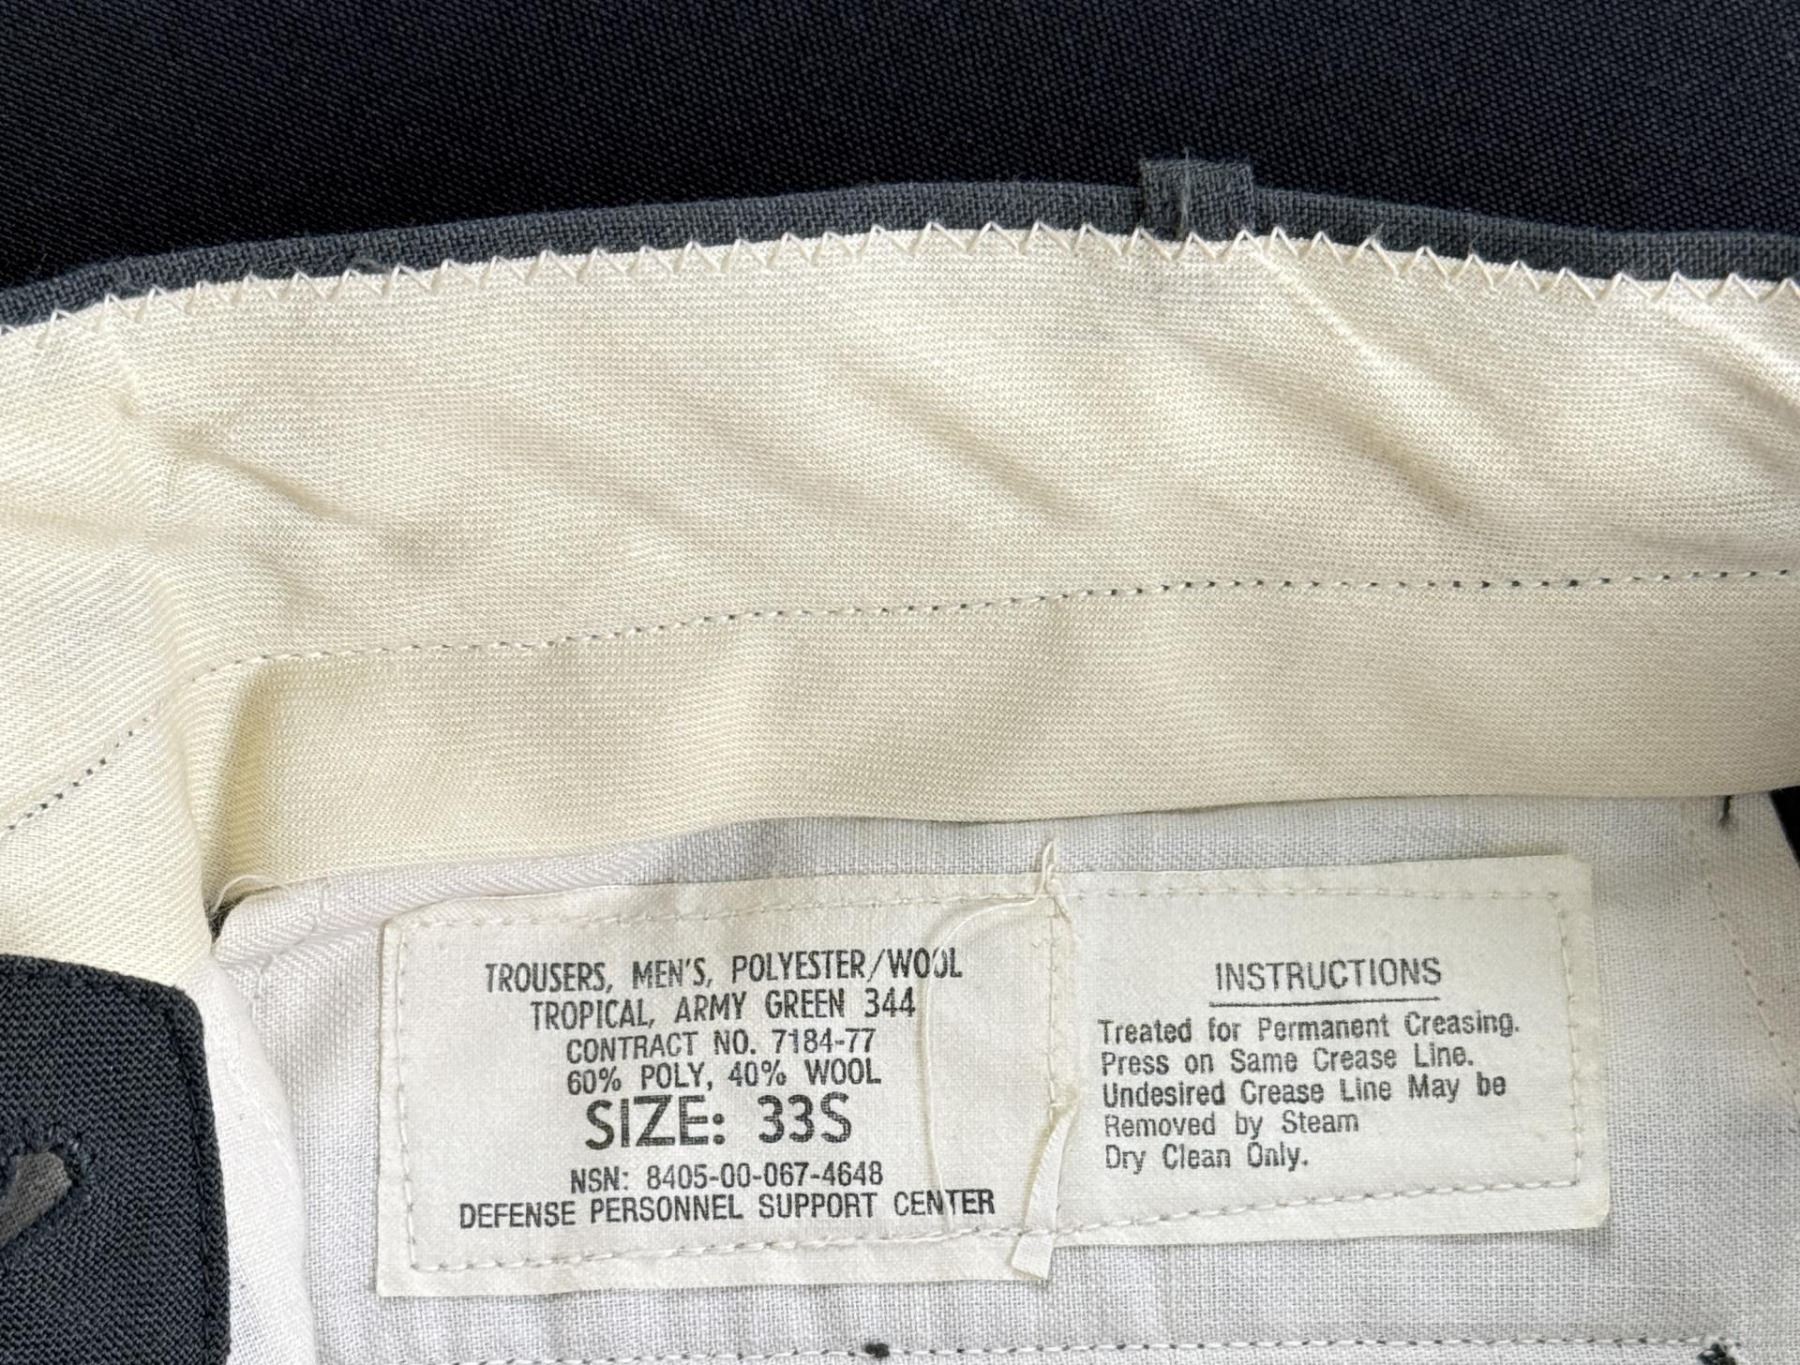 TROUSERS, MEN'S, POLYESTER/WOOL
TROPICAL, ARMY GREEN 344
CONTRACT NO. 7184-77
60% POLY, 40% WOOL
SIZE: 33S
NSN: 8405-00-067-4648
DEFENSE PERSONNEL SUPPORT CENTER
INSTRUCTIONS
Treated for Permanent Creasing.
Press on Same Crease Line.
Undesired Crease Line May be
Removed by Steam
Dry Clean Only.